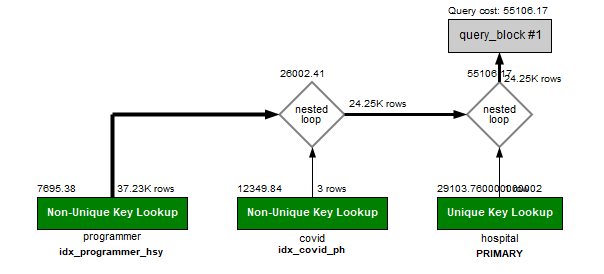 Query cost: 55106.17
query_block #1
26002.41
55106.17
24.25K rows
nested
loop
24.25K rows
nested
loop
7695.38
37.23K rows
12349.84
3 rows
29103.760000000002
1 row
Non-Unique Key Lookup
Non-Unique Key Lookup
Unique Key Lookup
programmer
covid
hospital
idx_programmer_hsy
idx_covid_ph
PRIMARY